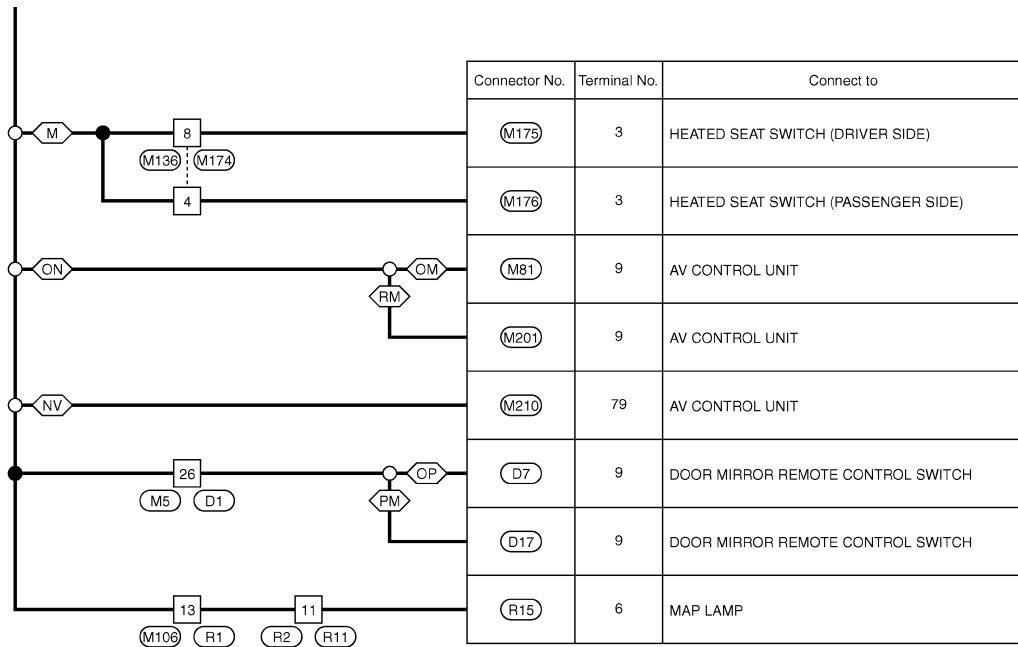 Connector No. Terminal No. Connect to
M 8 M175 3 HEATED SEAT SWITCH (DRIVER SIDE)
M136 M174
4 M176 3 HEATED SEAT SWITCH (PASSENGER SIDE)
ON OM M81 9 AV CONTROL UNIT
RM
M201 9 AV CONTROL UNIT
NV M210 79 AV CONTROL UNIT
26 OP D7 9 DOOR MIRROR REMOTE CONTROL SWITCH
M5 D1 PM
D17 9 DOOR MIRROR REMOTE CONTROL SWITCH
13 11 R15 6 MAP LAMP
M106 R1 R2 R11